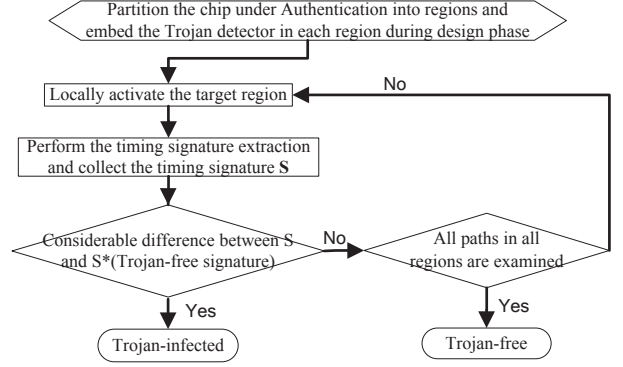 Partition the chip under Authentication into regions and
embed the Trojan detector in each region during design phase
No
Locally activate the target region
Perform the timing signature extraction
and collect the timing signature S
Considerable difference between S
and S*(Trojan-free signature)
No
All paths in all
regions are examined
Yes
Yes
Trojan-infected
Trojan-free